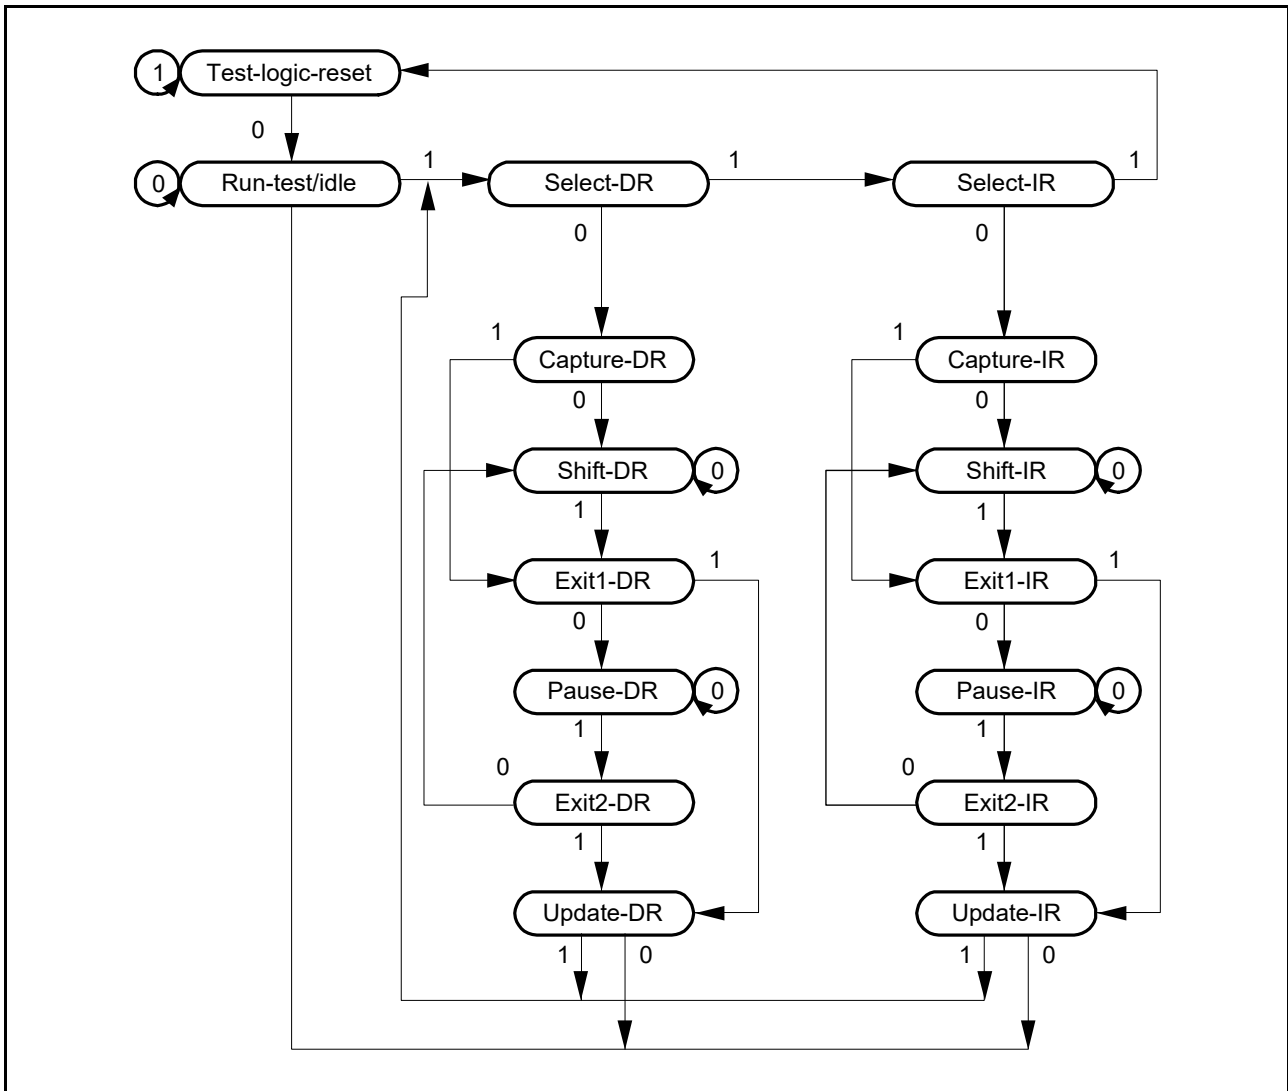 1 Test-logic-reset
0
0 Run-test/idle 1 Select-DR 1 Select-IR 1
0 0
1 1
Capture-DR Capture-IR
0 0
Shift-DR 0 Shift-IR 0
1 1
Exit1-DR 1 Exit1-IR 1
0 0
Pause-DR 0 Pause-IR 0
1 1
0 0
Exit2-DR Exit2-IR
1 1
Update-DR Update-IR
1 0 1 0